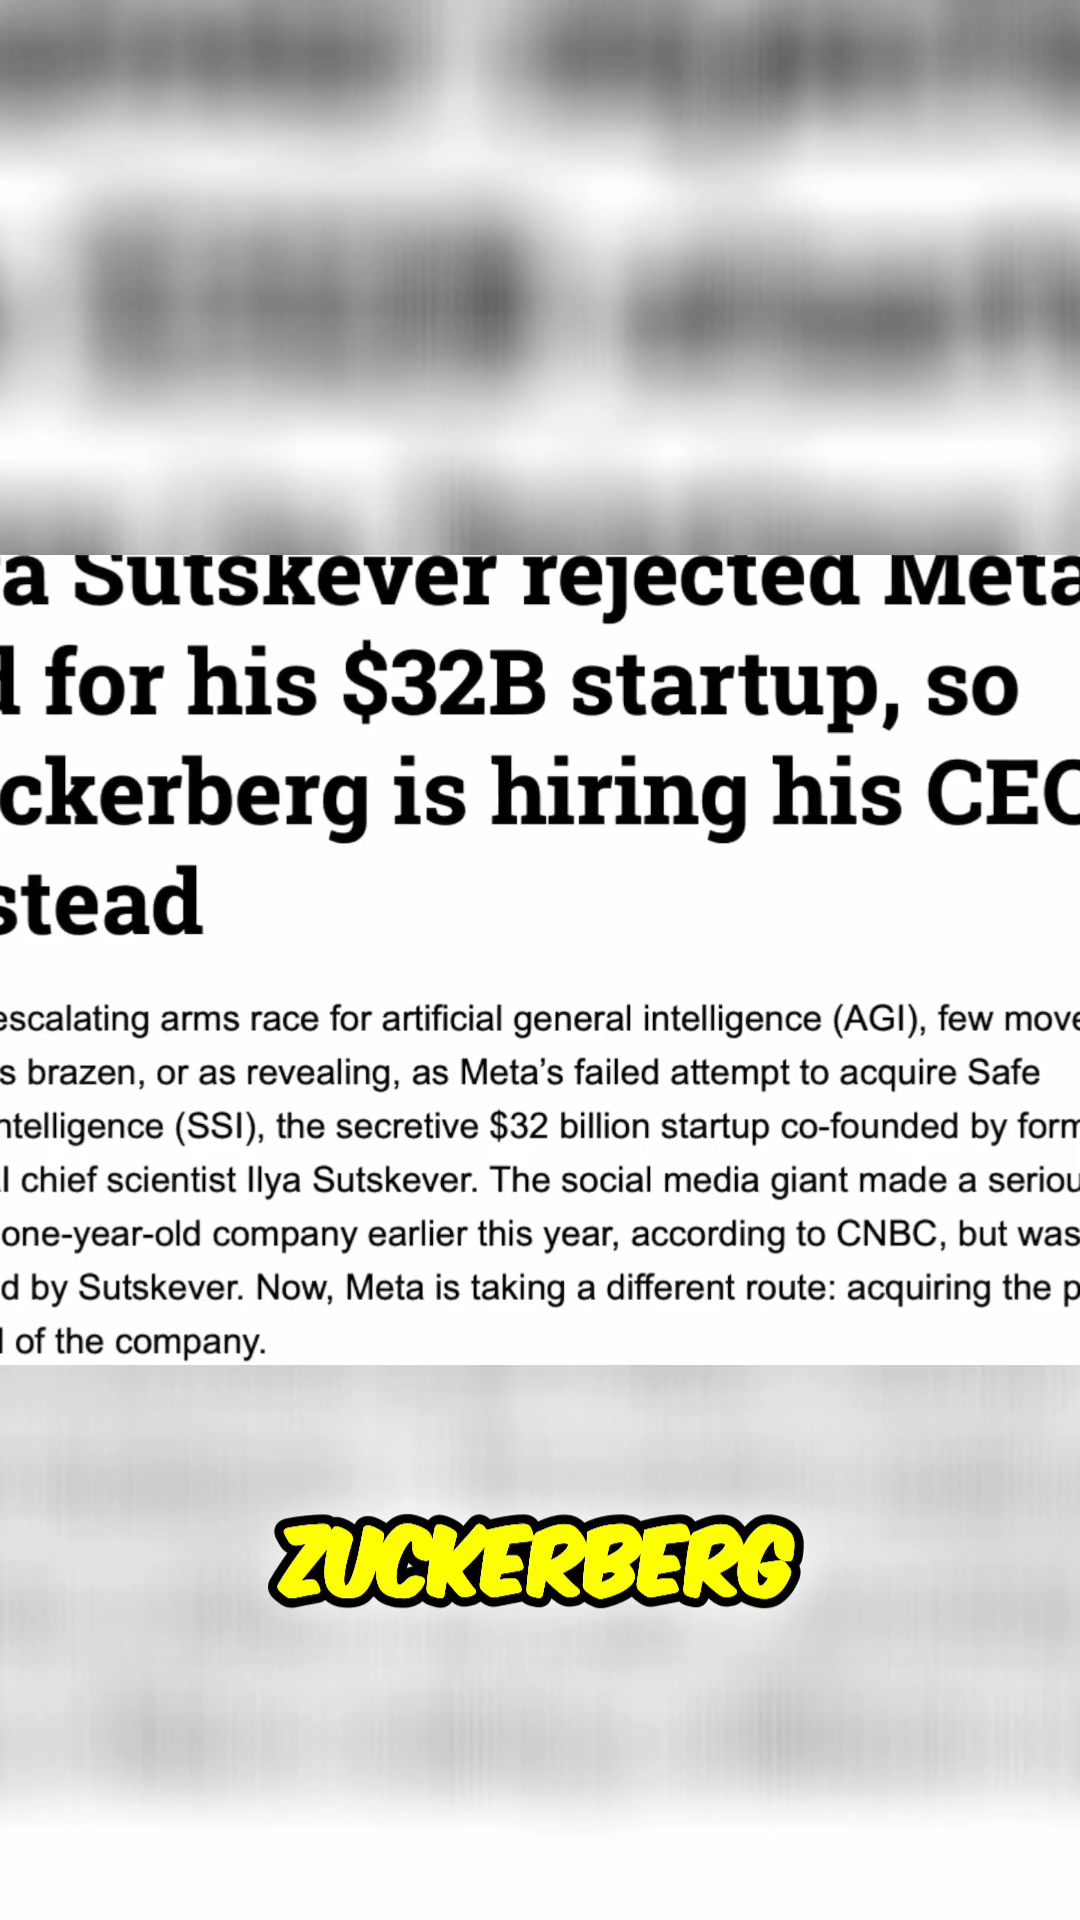 a Sutskever rejected Meta
d for his $32B startup, so
ckerberg is hiring his CEO
stead
escalating arms race for artificial general intelligence (AGI), few move
s brazen, or as revealing, as Meta’s failed attempt to acquire Safe
ntelligence (SSI), the secretive $32 billion startup co-founded by form
I chief scientist Ilya Sutskever. The social media giant made a seriou
one-year-old company earlier this year, according to CNBC, but was
d by Sutskever. Now, Meta is taking a different route: acquiring the p
l of the company.
ZUCKERBERG